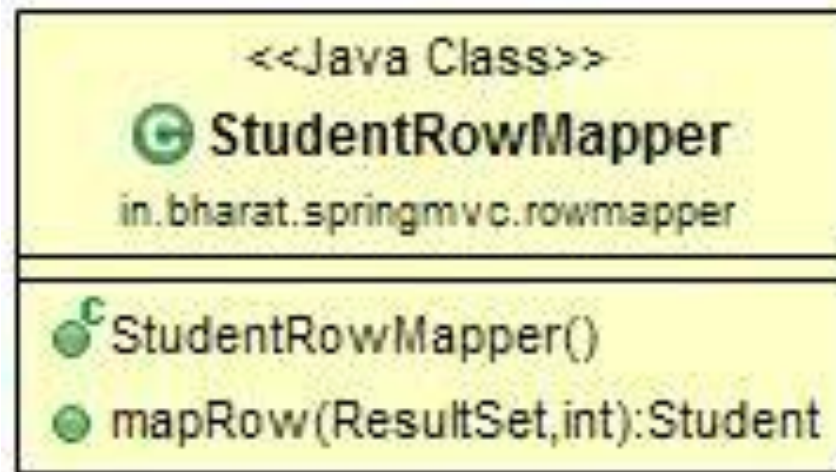 <<Java Class>>
StudentRowMapper
in.bharat.springmvc.rowmapper
StudentRowMapper()
mapRow(ResultSet,int):Student